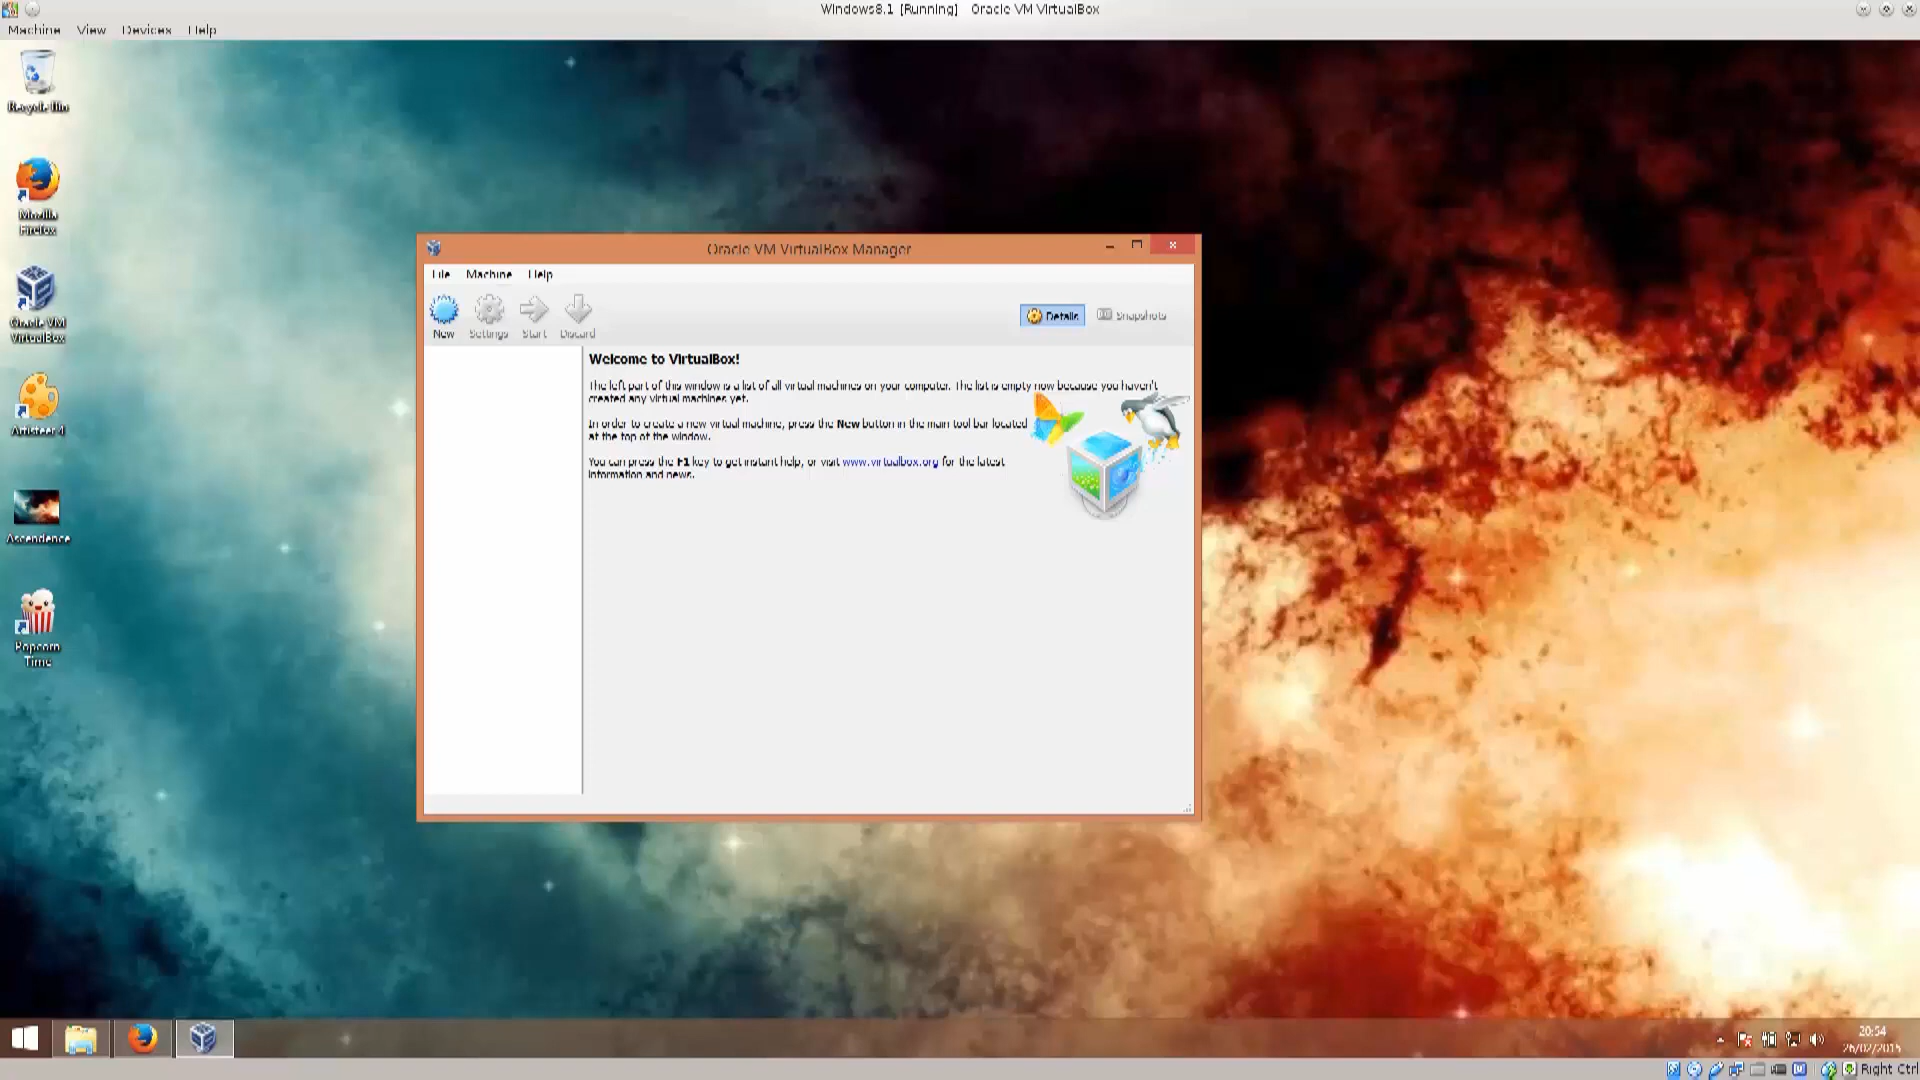 Windows8.1 [Running] Oracle VM VirtualBox
Machine View Devices Help
Recycle Bin
Mozilla
Firefox
Oracle VM
VirtualBox
Artisteer 4
Ascendence
Popcorn
Time
Oracle VM VirtualBox Manager
File Machine Help
New Settings Start Discard
Details Snapshots
Welcome to VirtualBox!
The left part of this window is a list of all virtual machines on your computer. The list is empty now because you haven't
created any virtual machines yet.
In order to create a new virtual machine, press the New button in the main tool bar located
at the top of the window.
You can press the F1 key to get instant help, or visit www.virtualbox.org for the latest
information and news.
20:54
26/02/2015
Right Ctrl